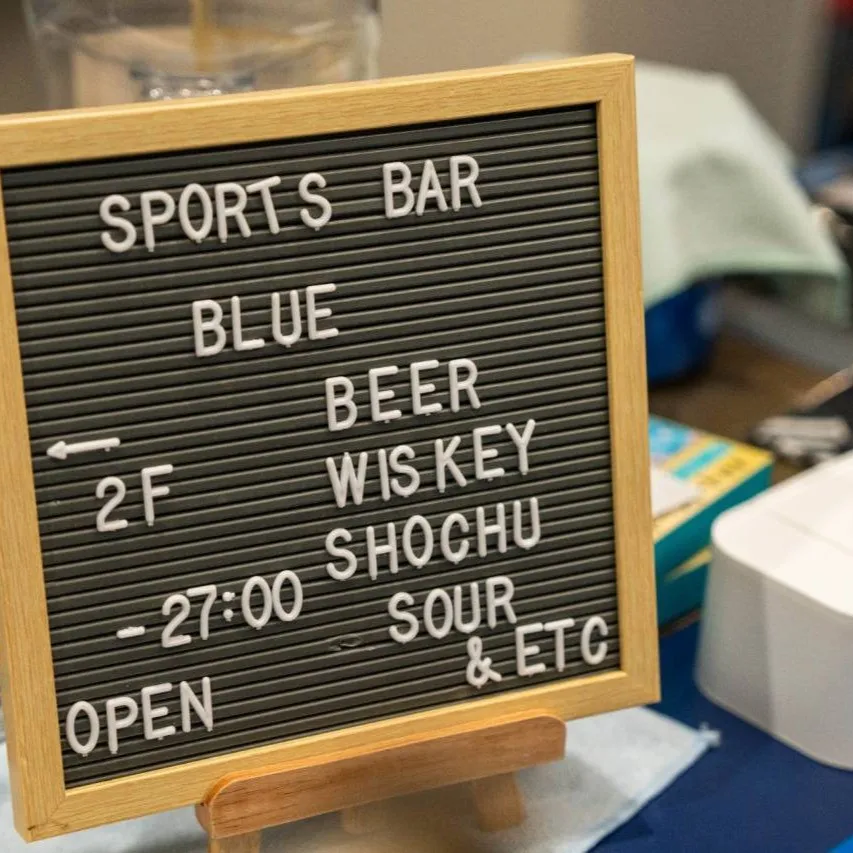 SPORTS BAR
BLUE
BEER
←
WISKEY
2F
SHOCHU
-27:00
SOUR
& ETC
OPEN